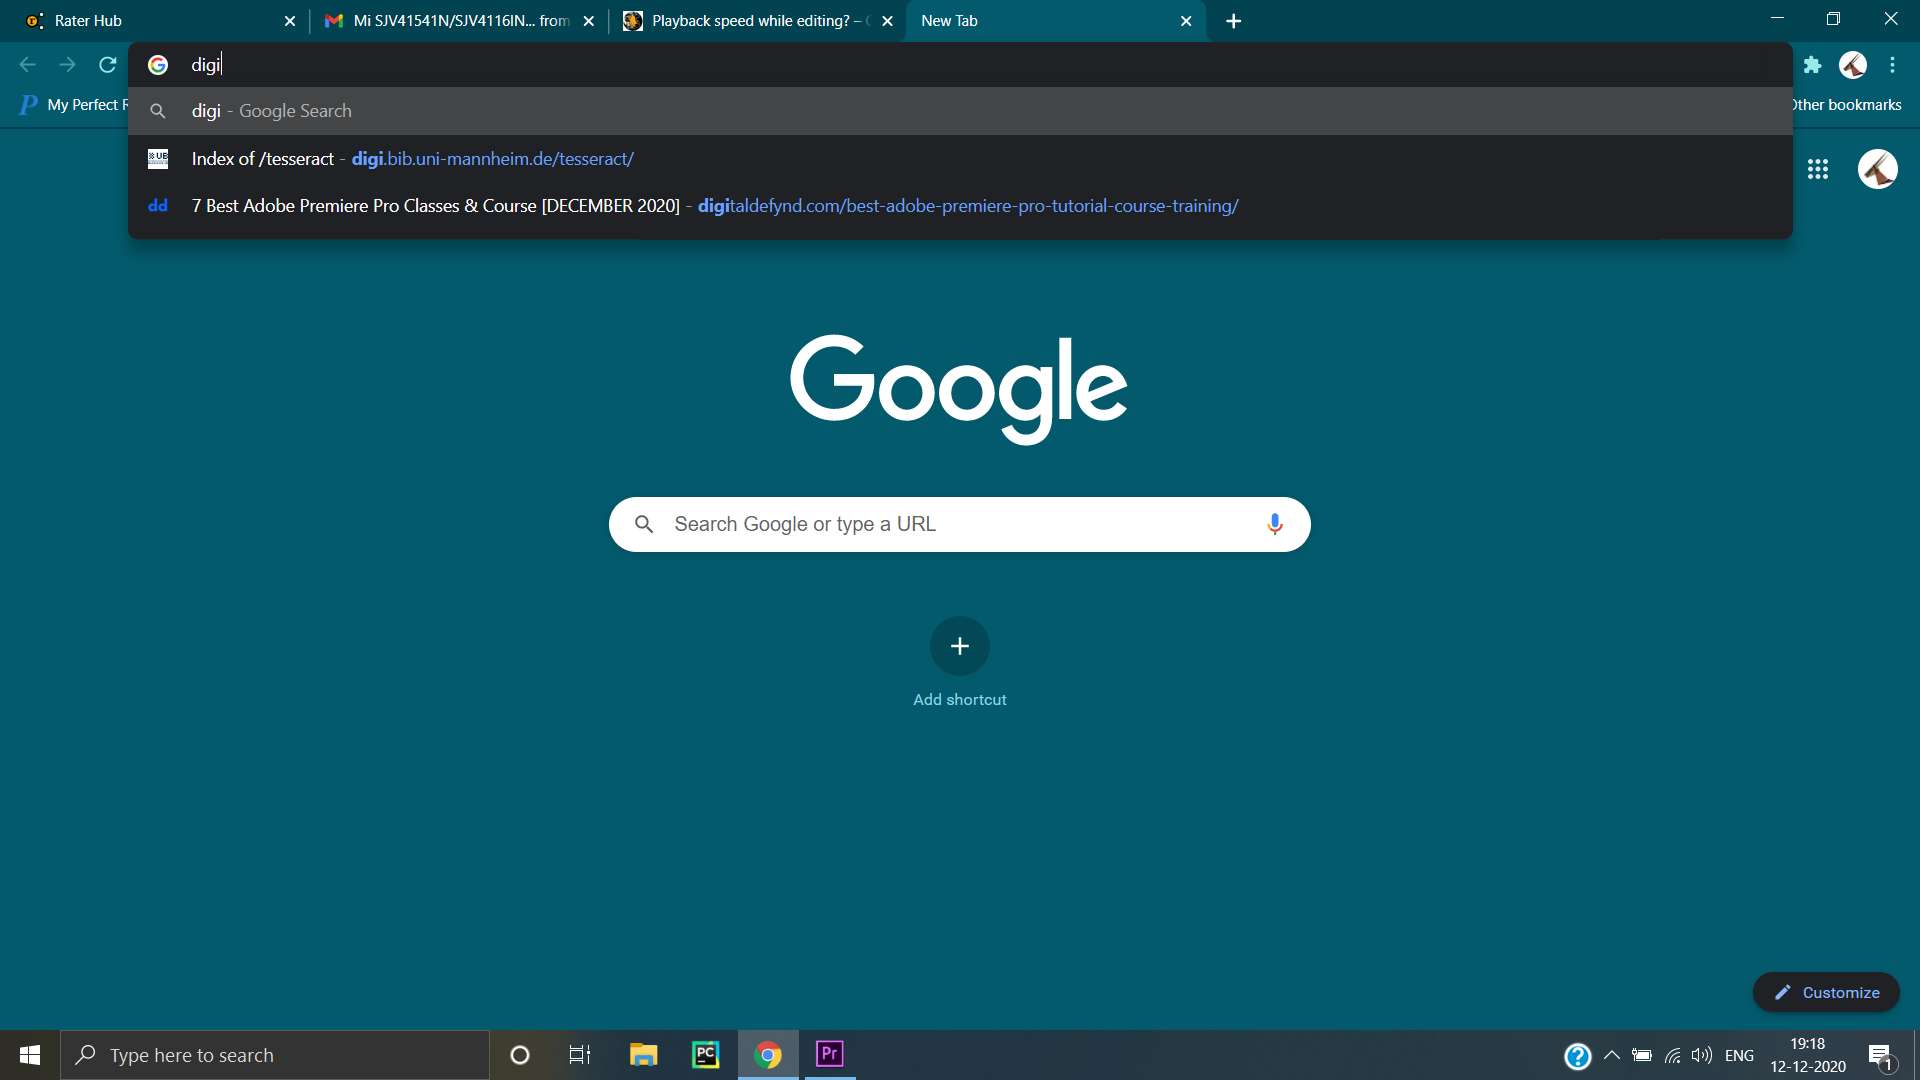 Rater Hub
Mi SJV41541N/SJV4116IN... from
Playback speed while editing? –
New Tab
digi
My Perfect
Other bookmarks
digi - Google Search
Index of /tesseract - digi.bib.uni-mannheim.de/tesseract/
dd 7 Best Adobe Premiere Pro Classes & Course [DECEMBER 2020] - digitaldefynd.com/best-adobe-premiere-pro-tutorial-course-training/
Google
Search Google or type a URL
Add shortcut
Customize
Type here to search
PC
Pr
ENG
19:18
12-12-2020
1